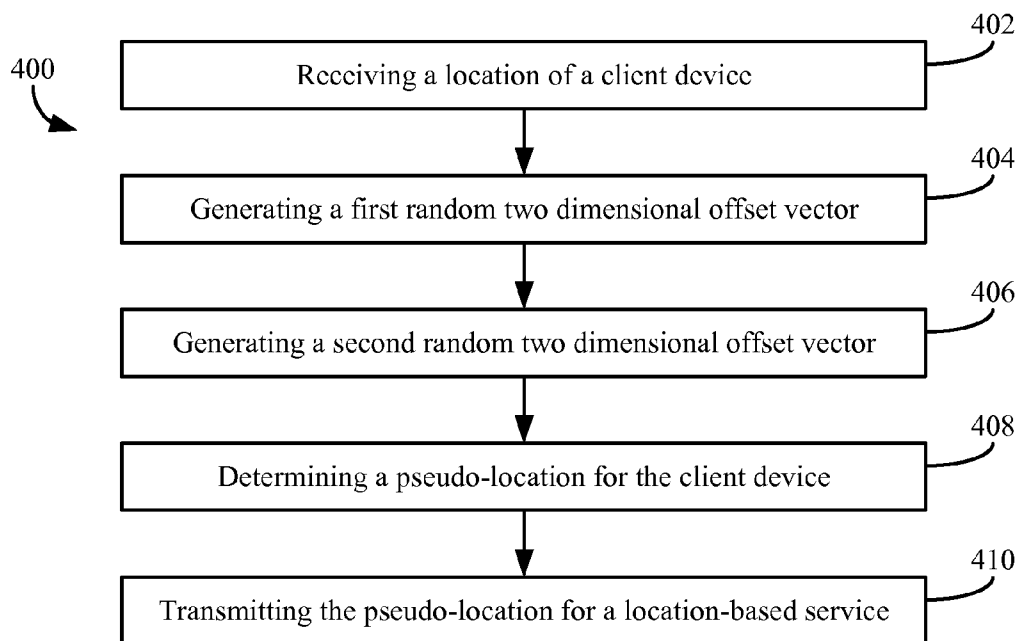 400
402
Receiving a location of a client device
404
Generating a first random two dimensional offset vector
406
Generating a second random two dimensional offset vector
408
Determining a pseudo-location for the client device
410
Transmitting the pseudo-location for a location-based service